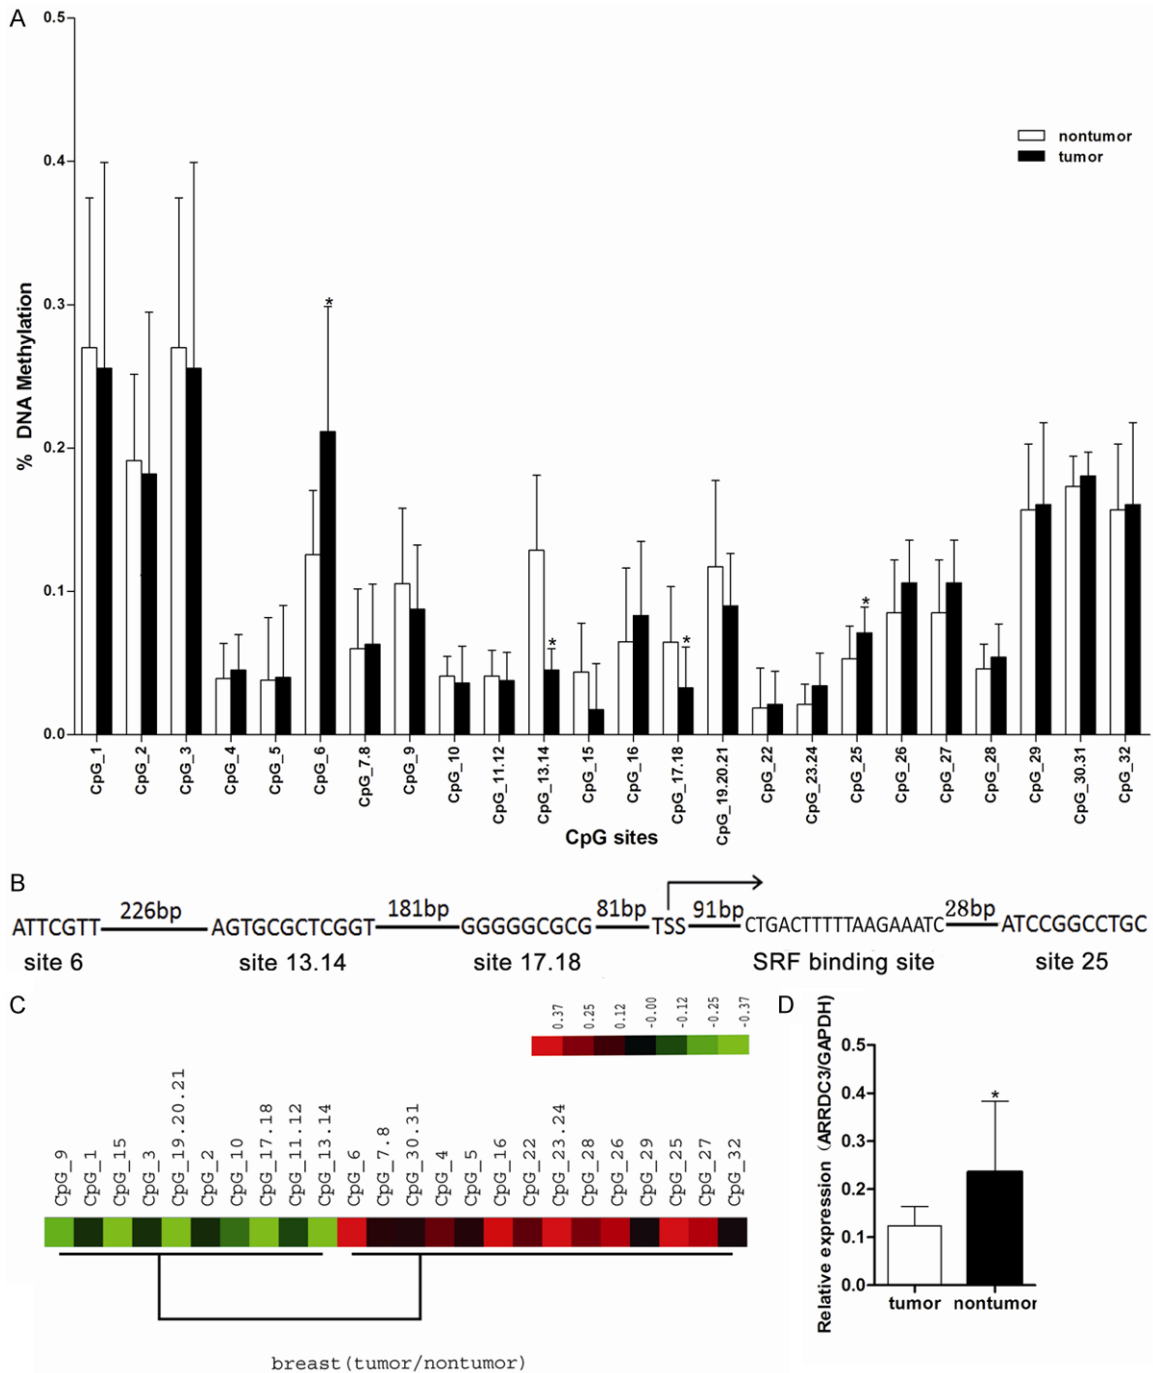 A
0.5
0.4
0.3
0.2
0.1
0.0
% DNA Methylation
nontumor
tumor
*
*
*
*
CpG_1
CpG_2
CpG_3
CpG_4
CpG_5
CpG_6
CpG_7.8
CpG_9
CpG_10
CpG_11.12
CpG_13.14
CpG_15
CpG_16
CpG_17.18
CpG_19.20.21
CpG_22
CpG_23.24
CpG_25
CpG_26
CpG_27
CpG_28
CpG_29
CpG_30.31
CpG_32
CpG sites
B
ATTCGTT 226bp AGTGCGCTCGGT 181bp GGGGGCGCG 81bp TSS 91bp CTGACTTTTTAAGAAATC 28bp ATCCGGCCTGC
site 6 site 13.14 site 17.18 SRF binding site site 25
C
0.37
0.25
0.12
-0.00
-0.12
-0.25
-0.37
CpG_9
CpG_1
CpG_15
CpG_3
CpG_19.20.21
CpG_2
CpG_10
CpG_17.18
CpG_11.12
CpG_13.14
CpG_6
CpG_7.8
CpG_30.31
CpG_4
CpG_5
CpG_16
CpG_22
CpG_23.24
CpG_28
CpG_26
CpG_29
CpG_25
CpG_27
CpG_32
breast(tumor/nontumor)
D
Relative expression (ARRDC3/GAPDH)
0.5
0.4
0.3
0.2
0.1
0.0
*
tumor nontumor